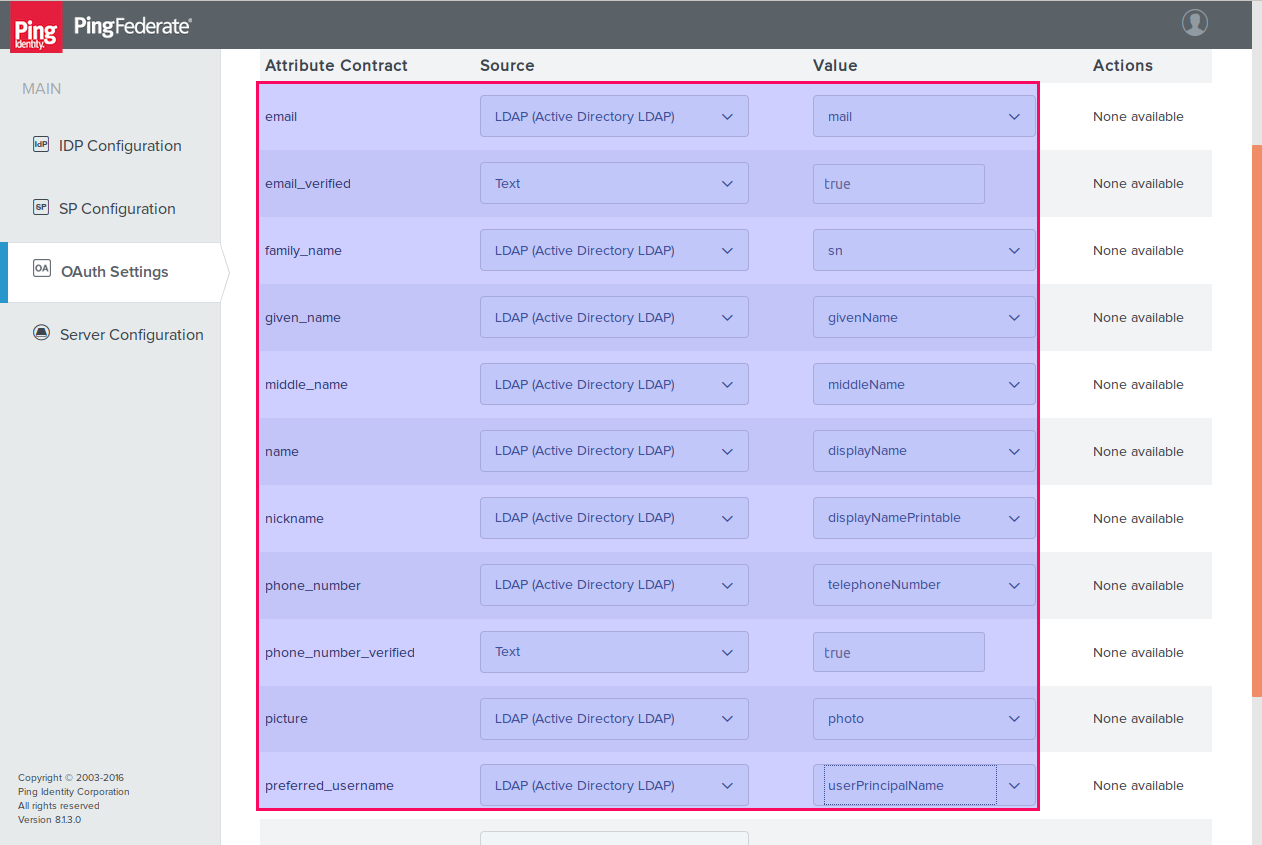 Ping Identity. PingFederate®
Attribute Contract Source Value Actions
MAIN
IdP IDP Configuration
SP SP Configuration
OA OAuth Settings
Server Configuration
email LDAP (Active Directory LDAP) mail None available
email_verified Text true None available
family_name LDAP (Active Directory LDAP) sn None available
given_name LDAP (Active Directory LDAP) givenName None available
middle_name LDAP (Active Directory LDAP) middleName None available
name LDAP (Active Directory LDAP) displayName None available
nickname LDAP (Active Directory LDAP) displayNamePrintable None available
phone_number LDAP (Active Directory LDAP) telephoneNumber None available
phone_number_verified Text true None available
picture LDAP (Active Directory LDAP) photo None available
preferred_username LDAP (Active Directory LDAP) userPrincipalName None available
Copyright © 2003-2016
Ping Identity Corporation
All rights reserved
Version 8.1.3.0